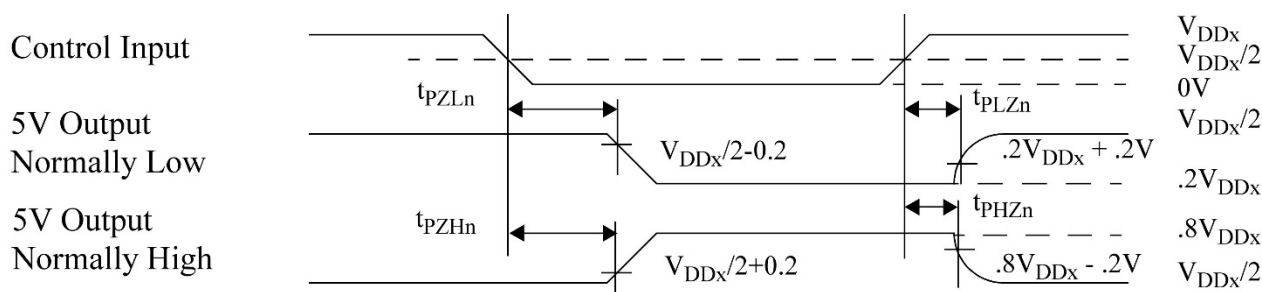 Control Input
V_DDx
V_DDx/2
0V
t_PZLn
t_PLZn
5V Output
Normally Low
V_DDx/2
V_DDx/2-0.2
.2V_DDx + .2V
.2V_DDx
t_PHZn
5V Output
Normally High
t_PZHn
.8V_DDx
V_DDx/2+0.2
.8V_DDx - .2V
V_DDx/2